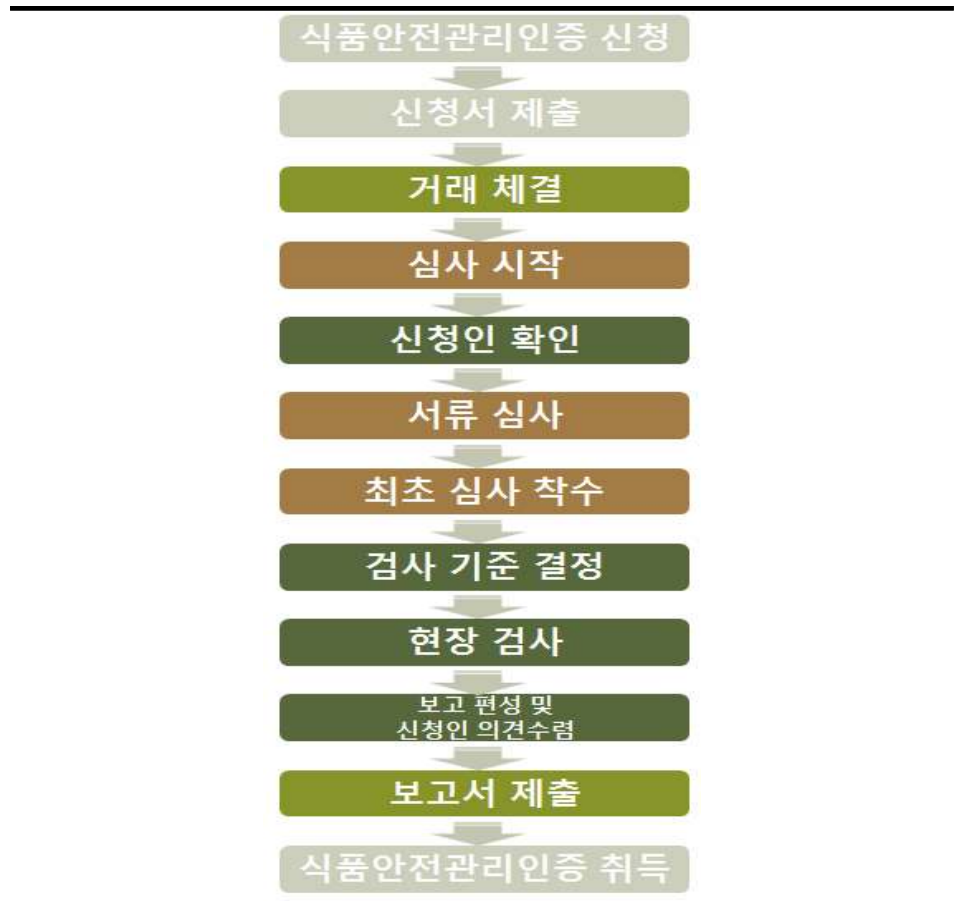 식품안전관리인증 신청
신청서 제출
거래 체결
심사 시작
신청인 확인
서류 심사
최초 심사 착수
검사 기준 결정
현장 검사
보고 편성 및
신청인 의견수렴
보고서 제출
식품안전관리인증 취득